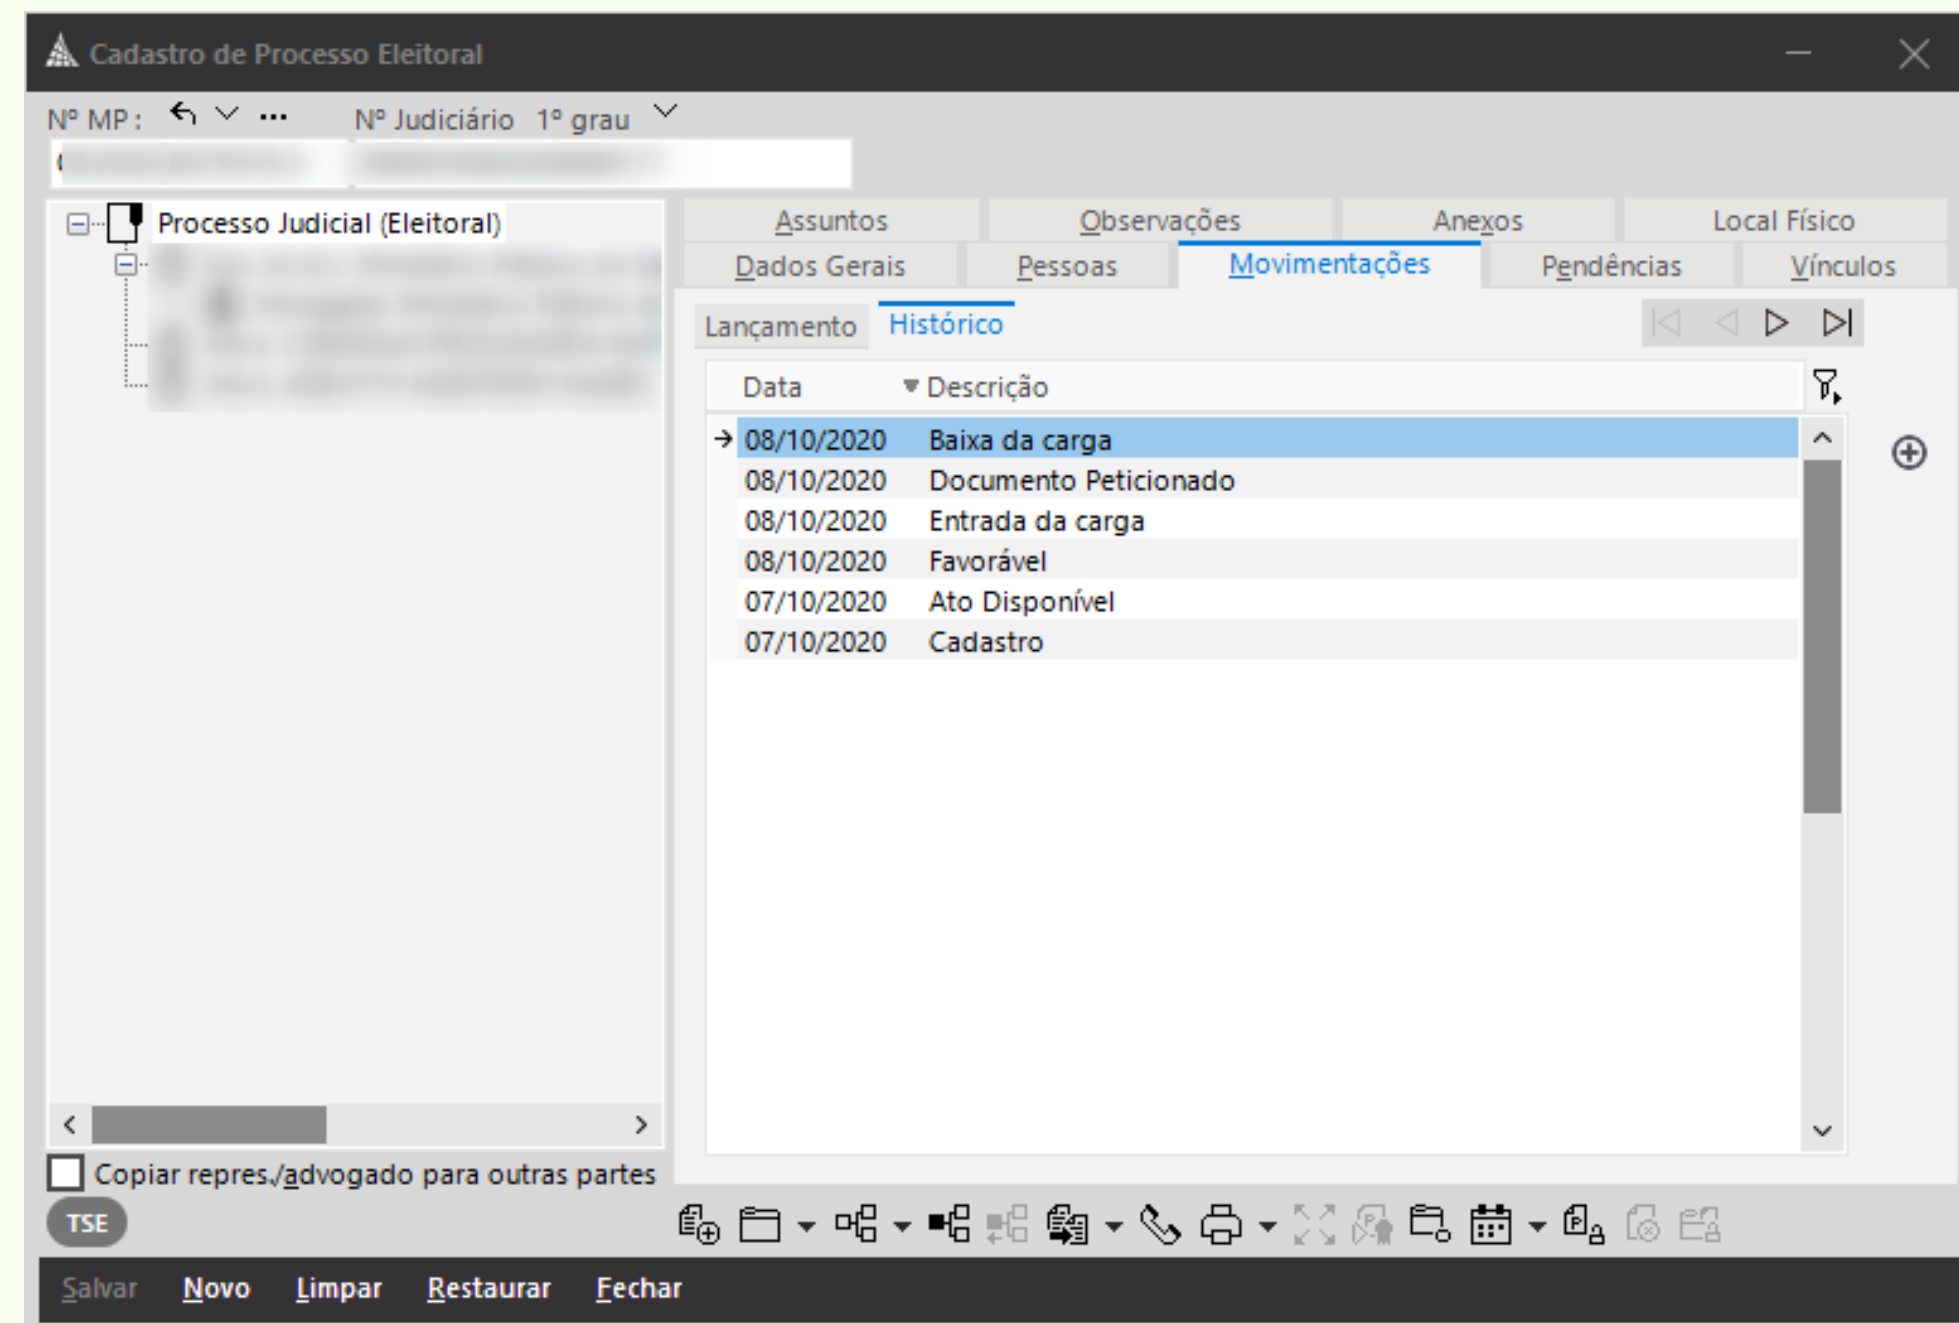 Cadastro de Processo Eleitoral
Nº MP: ... Nº Judiciário 1º grau
Processo Judicial (Eleitoral)
Assuntos Observações Anexos Local Físico
Dados Gerais Pessoas Movimentações Pendências Vínculos
Lançamento Histórico
Data Descrição
08/10/2020 Baixa da carga
08/10/2020 Documento Peticionado
08/10/2020 Entrada da carga
08/10/2020 Favorável
07/10/2020 Ato Disponível
07/10/2020 Cadastro
Copiar repres./advogado para outras partes
TSE
Salvar Novo Limpar Restaurar Fechar